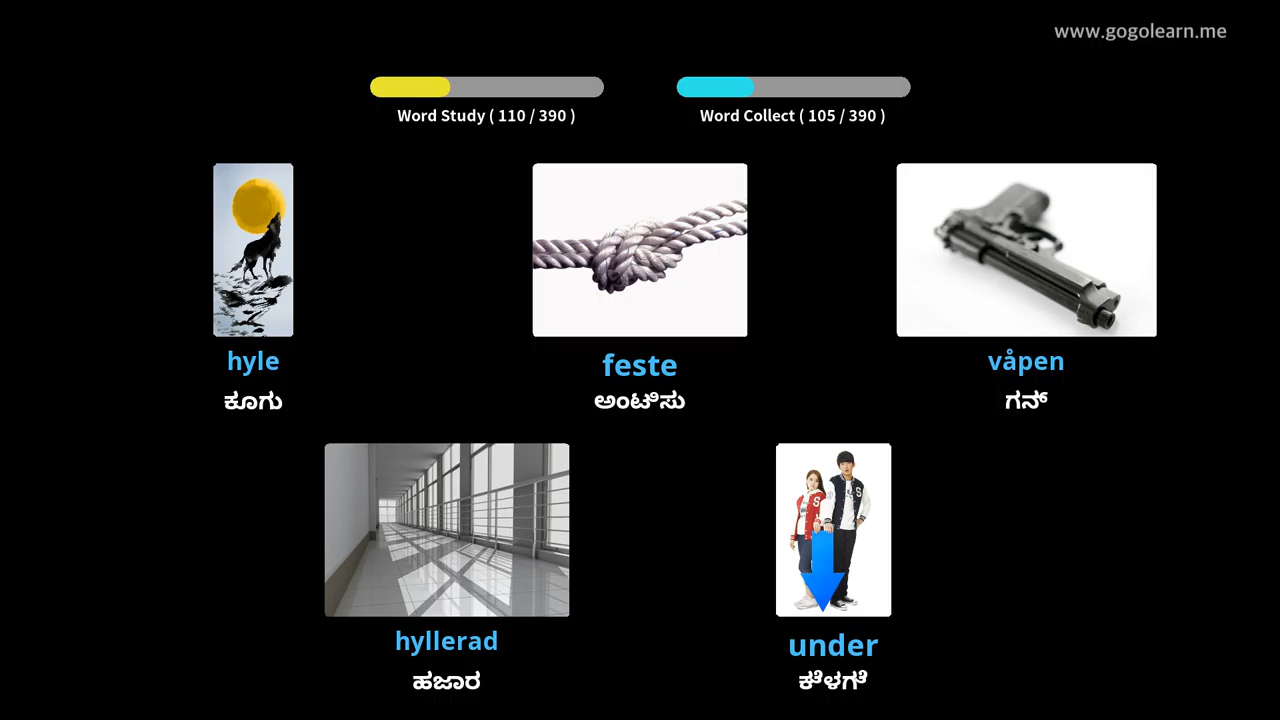 www.gogolearn.me
Word Study ( 110 / 390 )
Word Collect ( 105 / 390 )
hyle
feste
våpen
ಕೂಗು
ಅಂಟಿಸು
ಗನ್
hyllerad
under
ಹಜಾರ
ಕೆಳಗೆ